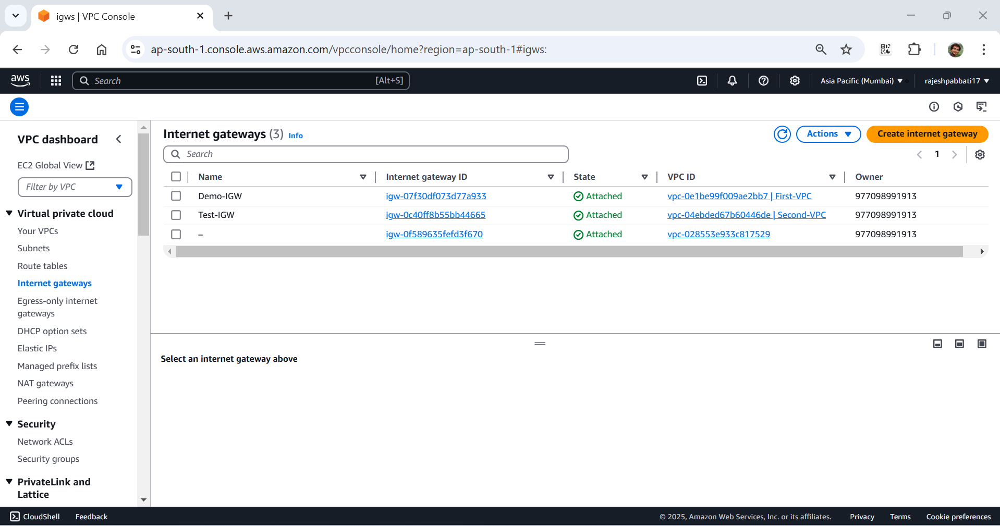 igws | VPC Console
ap-south-1.console.aws.amazon.com/vpcconsole/home?region=ap-south-1#igws:
aws
Search [Alt+S]
Asia Pacific (Mumbai)
rajeshpabbati17
VPC dashboard
EC2 Global View
Filter by VPC
Virtual private cloud
Your VPCs
Subnets
Route tables
Internet gateways
Egress-only internet
gateways
DHCP option sets
Elastic IPs
Managed prefix lists
NAT gateways
Peering connections
Security
Network ACLs
Security groups
PrivateLink and
Lattice
Internet gateways (3) Info
Actions
Create internet gateway
Search
1
Name Internet gateway ID State VPC ID Owner
Demo-IGW igw-07f30df073d77a933 Attached vpc-0e1be99f009ae2bb7 | First-VPC 977098991913
Test-IGW igw-0c40ff8b55bb44665 Attached vpc-04ebded67b60446de | Second-VPC 977098991913
– igw-0f589635fefd3f670 Attached vpc-028553e933c817529 977098991913
Select an internet gateway above
CloudShell Feedback © 2025, Amazon Web Services, Inc. or its affiliates. Privacy Terms Cookie preferences